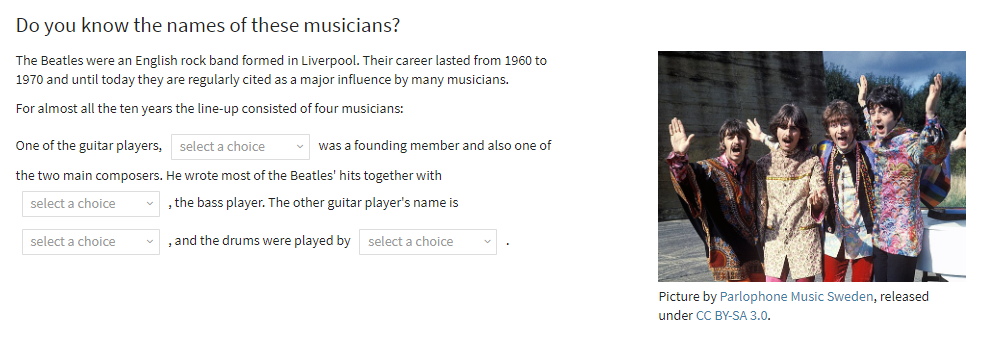 Do you know the names of these musicians?
The Beatles were an English rock band formed in Liverpool. Their career lasted from 1960 to
1970 and until today they are regularly cited as a major influence by many musicians.
For almost all the ten years the line-up consisted of four musicians:
One of the guitar players, select a choice was a founding member and also one of
the two main composers. He wrote most of the Beatles' hits together with
select a choice , the bass player. The other guitar player's name is
select a choice , and the drums were played by select a choice .
Picture by Parlophone Music Sweden, released
under CC BY-SA 3.0.